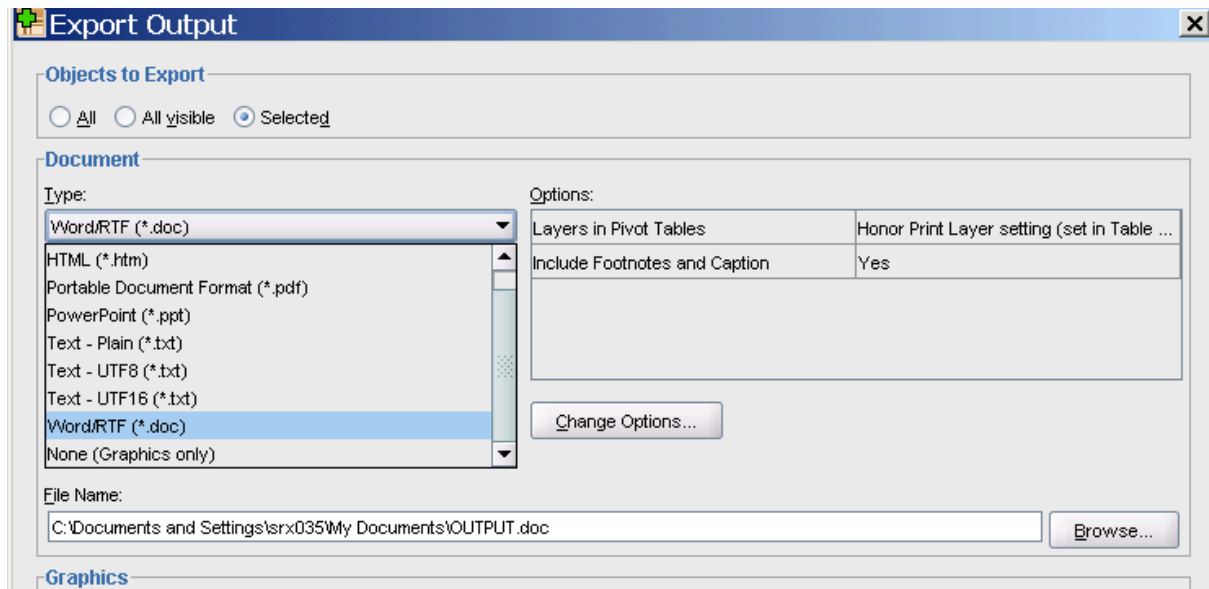 Export Output
Objects to Export
All All visible Selected
Document
Type:
Options:
Word/RTF (*.doc)
Layers in Pivot Tables Honor Print Layer setting (set in Table ...
HTML (*.htm)
Include Footnotes and Caption Yes
Portable Document Format (*.pdf)
PowerPoint (*.ppt)
Text - Plain (*.txt)
Text - UTF8 (*.txt)
Text - UTF16 (*.txt)
Word/RTF (*.doc)
Change Options...
None (Graphics only)
File Name:
C:\Documents and Settings\srx035\My Documents\OUTPUT.doc
Browse...
Graphics